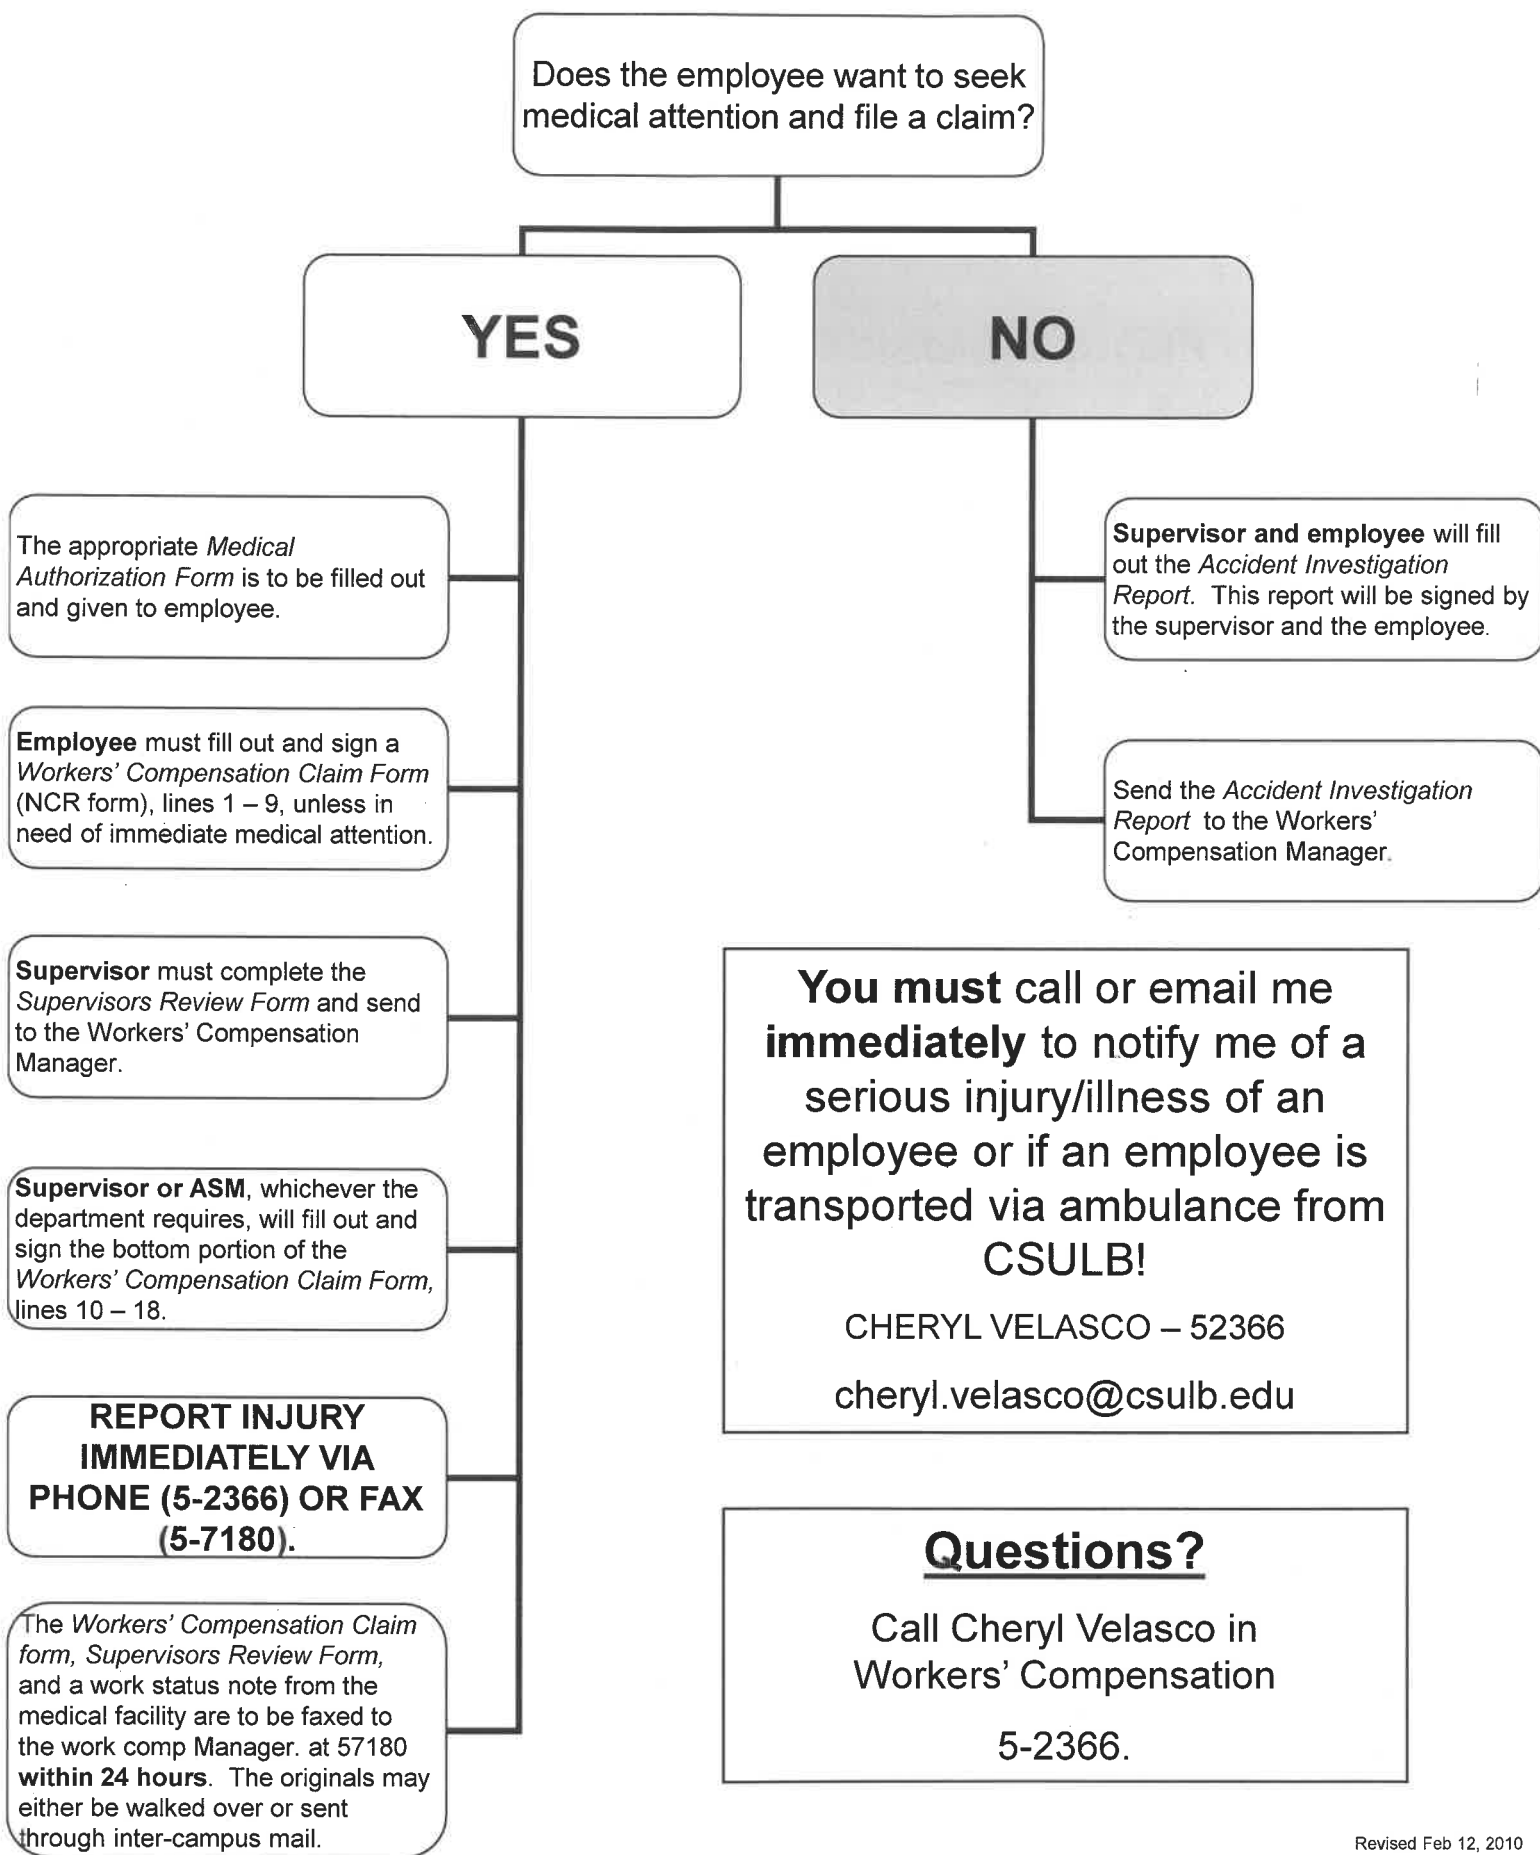 Does the employee want to seek
medical attention and file a claim?
YES
NO
The appropriate Medical
Authorization Form is to be filled out
and given to employee.
Employee must fill out and sign a
Workers' Compensation Claim Form
(NCR form), lines 1 – 9, unless in
need of immediate medical attention.
Supervisor must complete the
Supervisors Review Form and send
to the Workers' Compensation
Manager.
Supervisor or ASM, whichever the
department requires, will fill out and
sign the bottom portion of the
Workers' Compensation Claim Form,
lines 10 – 18.
REPORT INJURY
IMMEDIATELY VIA
PHONE (5-2366) OR FAX
(5-7180).
The Workers' Compensation Claim
form, Supervisors Review Form,
and a work status note from the
medical facility are to be faxed to
the work comp Manager. at 57180
within 24 hours.  The originals may
either be walked over or sent
through inter-campus mail.
Supervisor and employee will fill
out the Accident Investigation
Report.  This report will be signed by
the supervisor and the employee.
Send the Accident Investigation
Report to the Workers'
Compensation Manager.
You must call or email me
immediately to notify me of a
serious injury/illness of an
employee or if an employee is
transported via ambulance from
CSULB!
CHERYL VELASCO – 52366
cheryl.velasco@csulb.edu
Questions?
Call Cheryl Velasco in
Workers' Compensation
5-2366.
Revised Feb 12, 2010